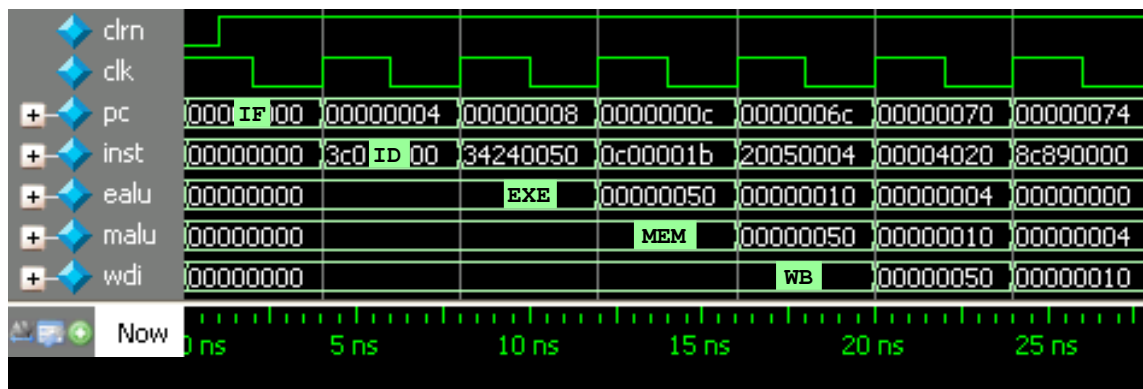 clrn
clk
pc 000 IF 00 00000004 00000008 0000000c 0000006c 00000070 00000074
inst 00000000 3c0 ID 00 34240050 0c00001b 20050004 00004020 8c890000
ealu 00000000 EXE 00000050 00000010 00000004 00000000
malu 00000000 MEM 00000050 00000010 00000004
wdi 00000000 WB 00000050 00000010
Now ns 5 ns 10 ns 15 ns 20 ns 25 ns